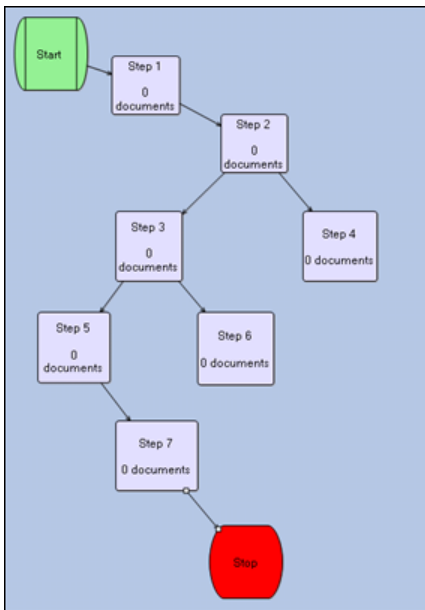 Start
Step 1
0
documents
Step 2
0
documents
Step 3
0
documents
Step 4
0 documents
Step 5
0
documents
Step 6
0 documents
Step 7
0 documents
Stop